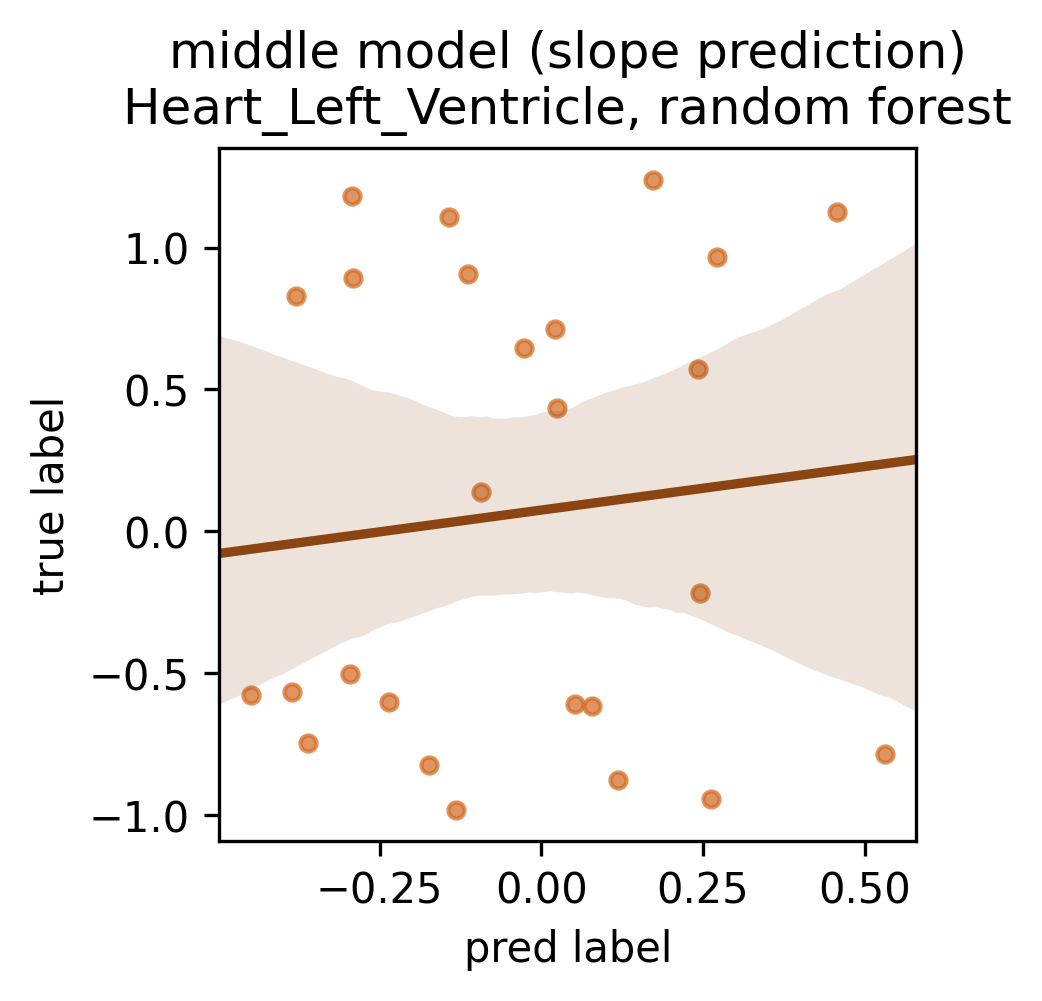 middle model (slope prediction)
Heart_Left_Ventricle, random forest
1.0
0.5
0.0
−0.5
−1.0
true label
−0.25
0.00
0.25
0.50
pred label